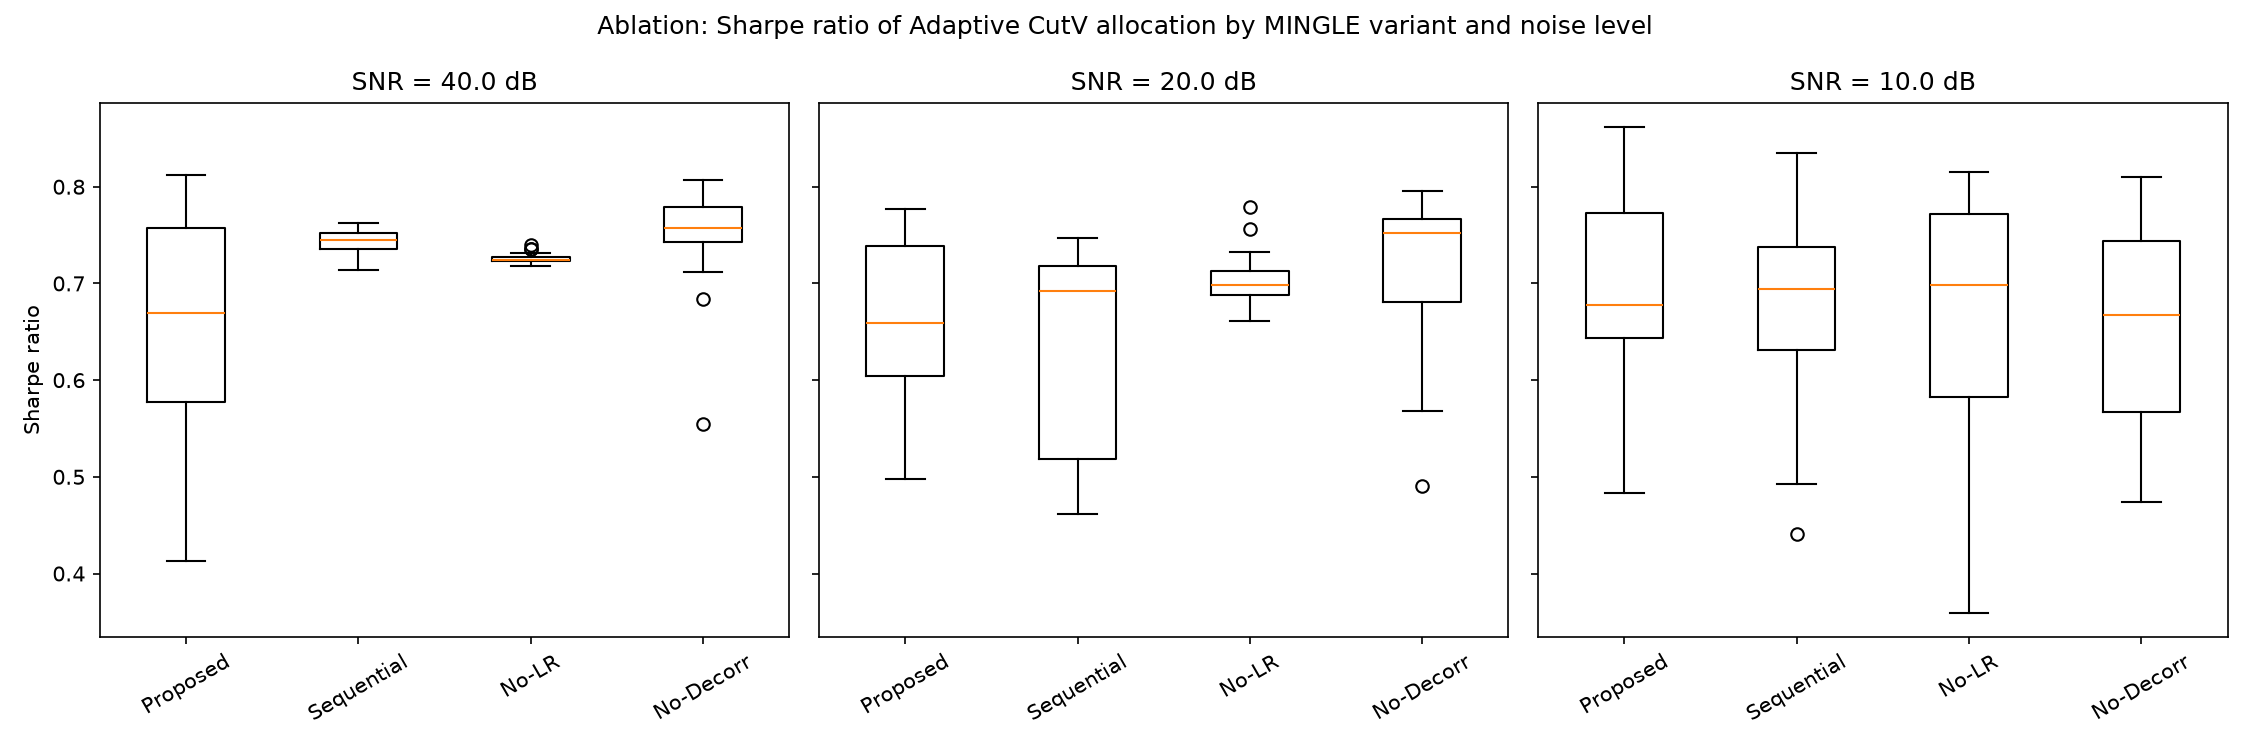 Ablation: Sharpe ratio of Adaptive CutV allocation by MINGLE variant and noise level
SNR = 40.0 dB
SNR = 20.0 dB
SNR = 10.0 dB
Sharpe ratio
0.8
0.7
0.6
0.5
0.4
Proposed
Sequential
No-LR
No-Decorr
Proposed
Sequential
No-LR
No-Decorr
Proposed
Sequential
No-LR
No-Decorr